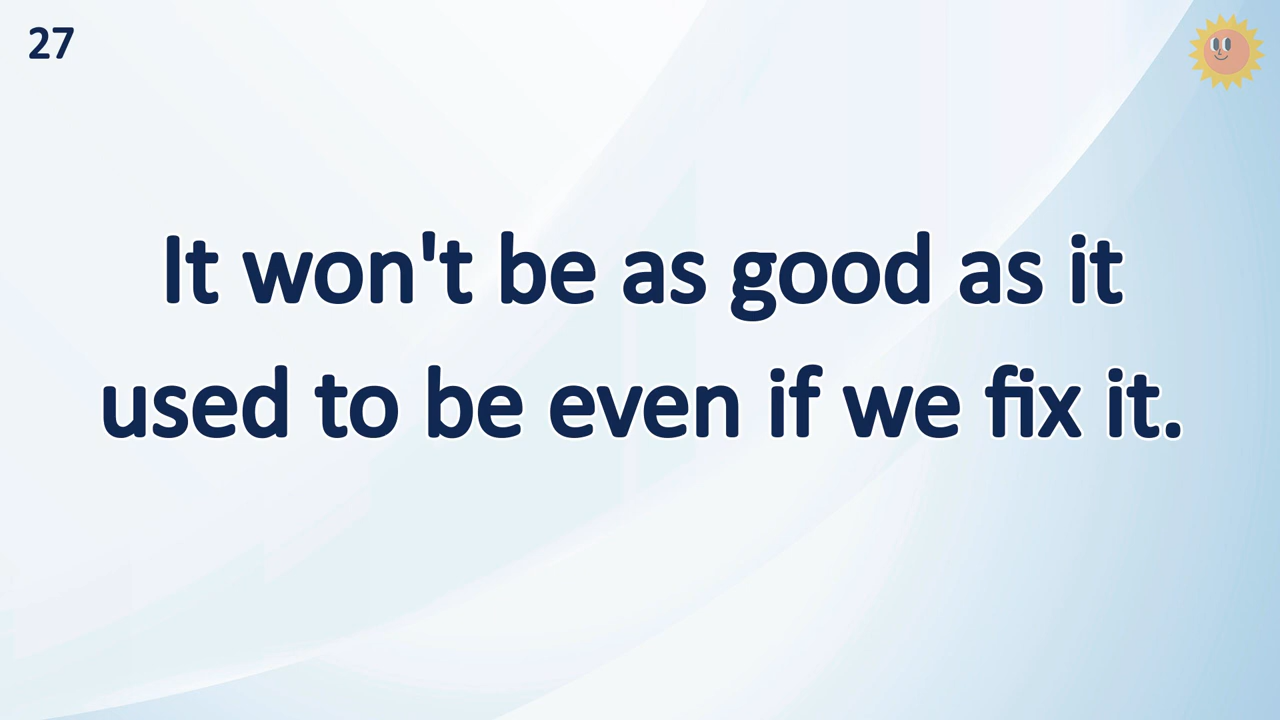 27
It won't be as good as it
used to be even if we fix it.